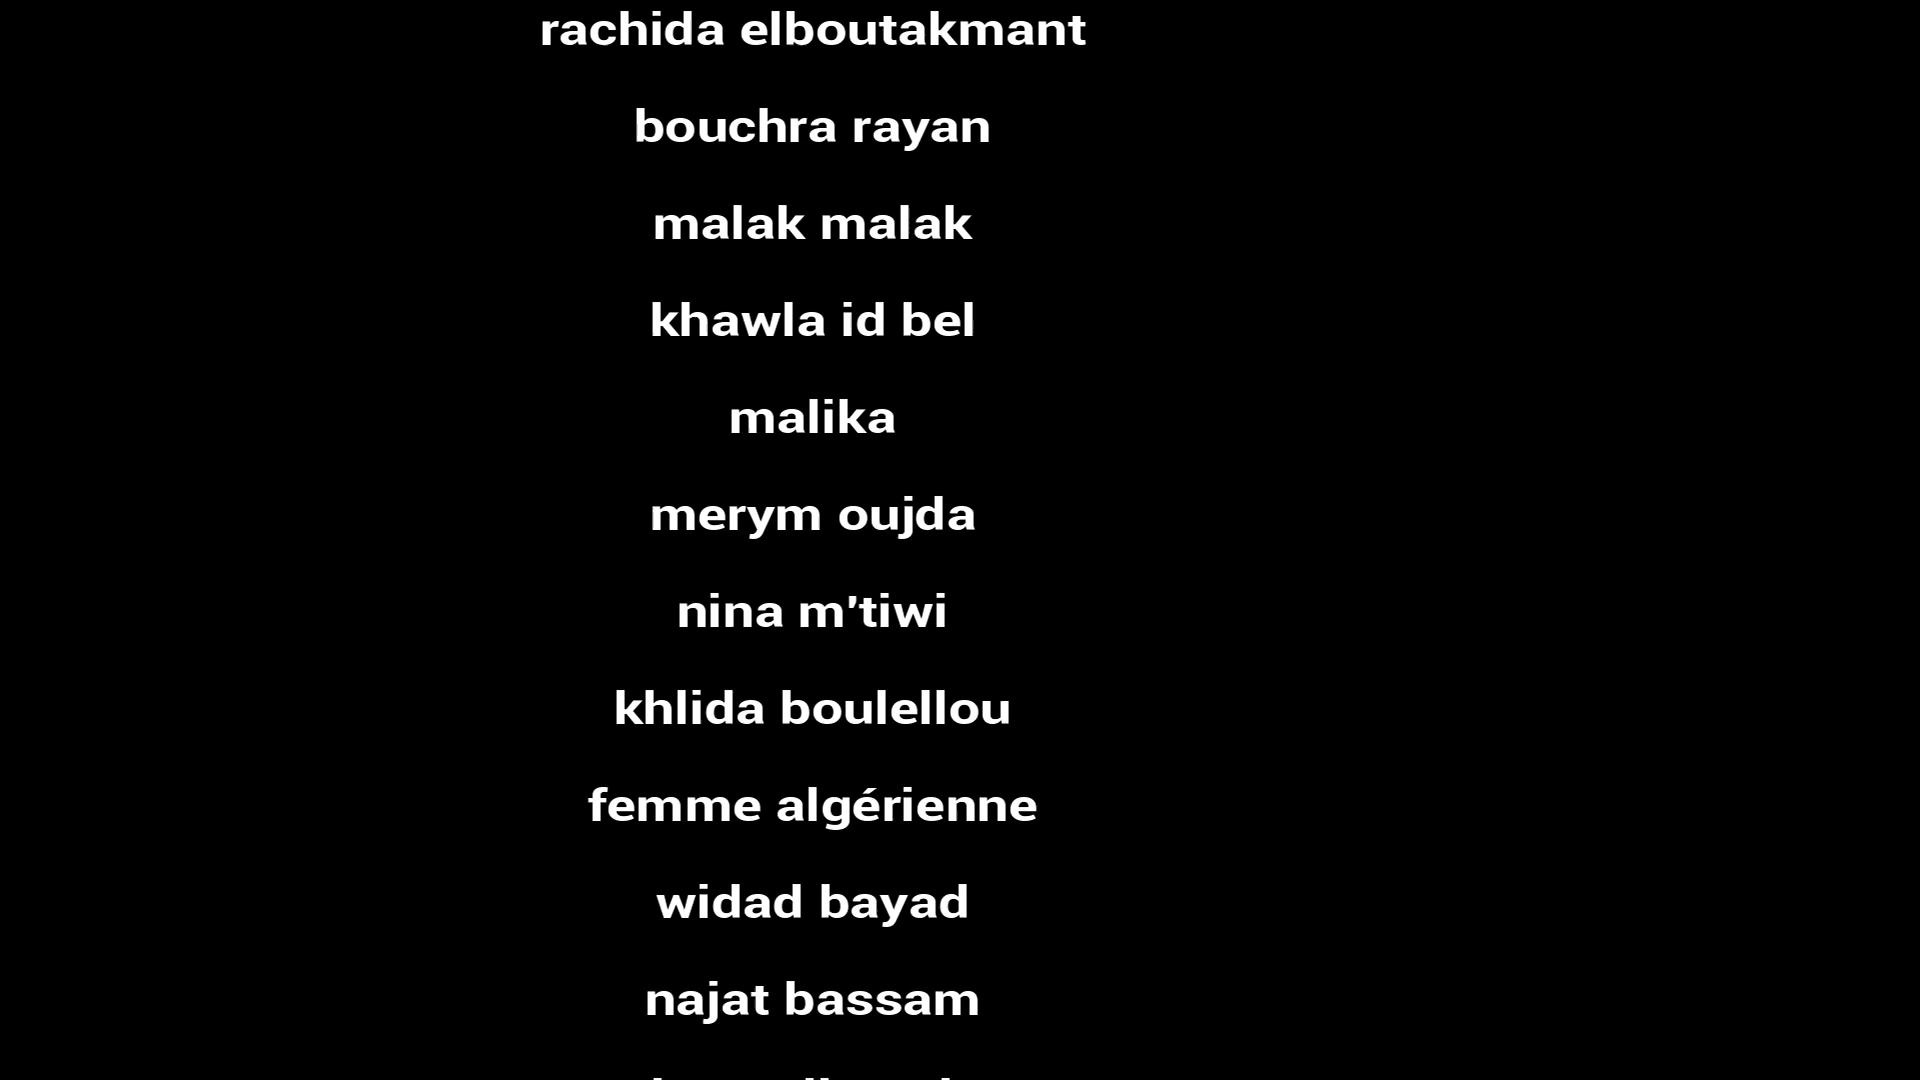 rachida elboutakmant
bouchra rayan
malak malak
khawla id bel
malika
merym oujda
nina m'tiwi
khlida boulellou
femme algérienne
widad bayad
najat bassam